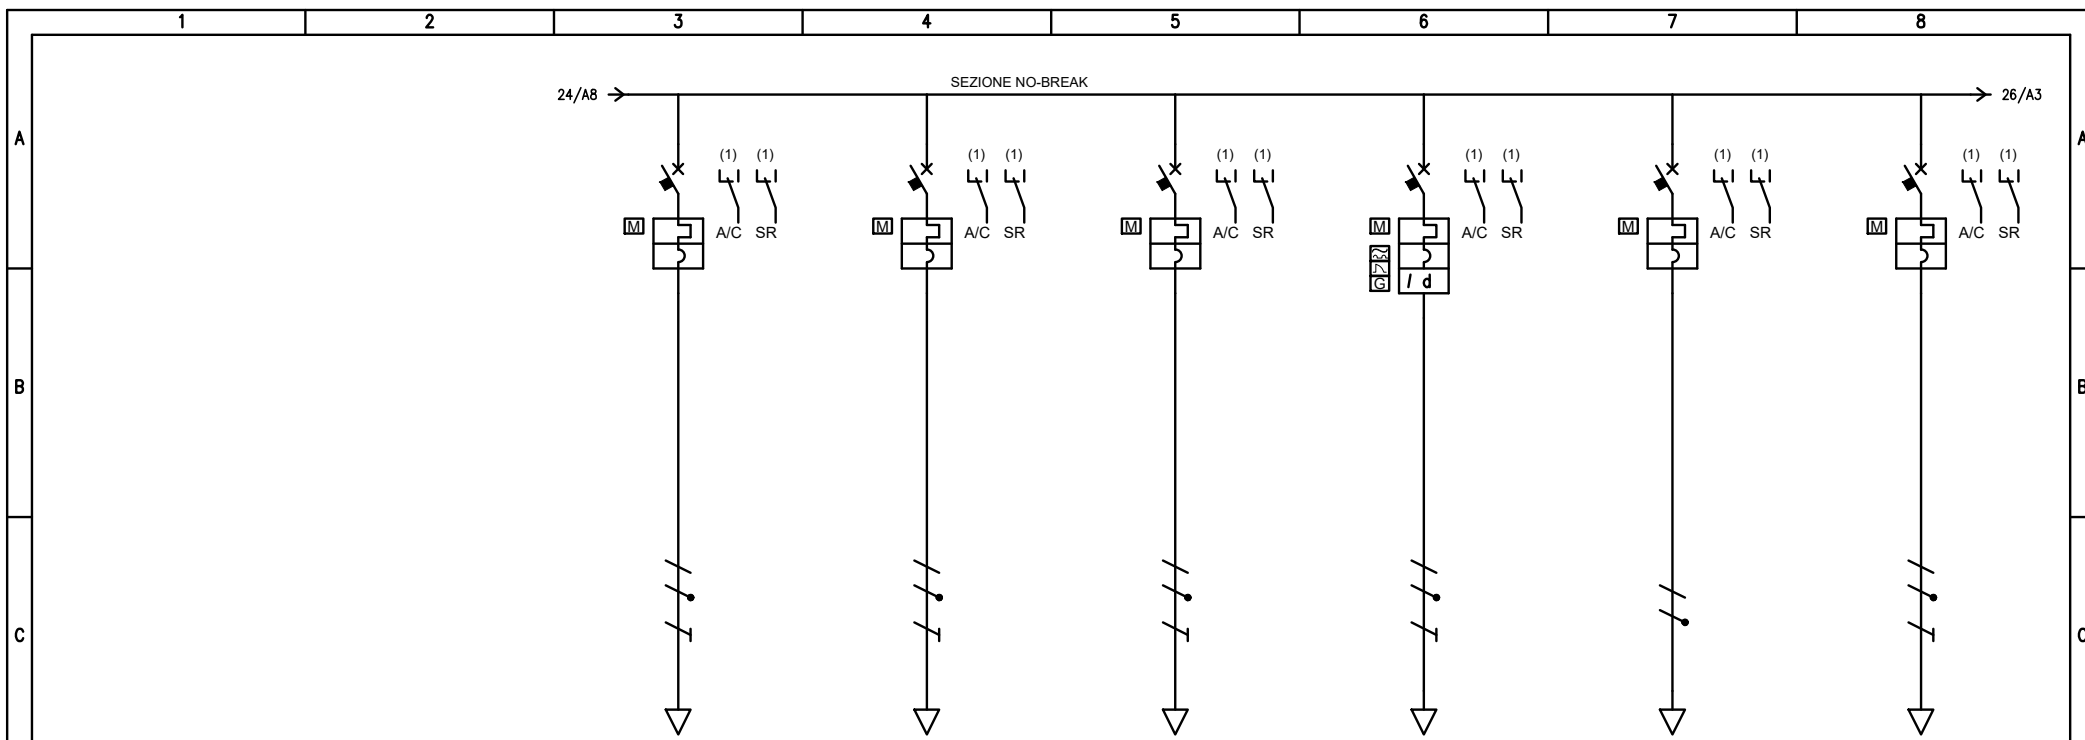 1 2 3 4 5 6 7 8
SEZIONE NO-BREAK
24/A8 26/A3
A A
(1) (1) (1) (1) (1) (1) (1) (1) (1) (1) (1) (1)
M A/C SR M A/C SR M A/C SR M A/C SR M A/C SR M A/C SR
G I d
B B
C C